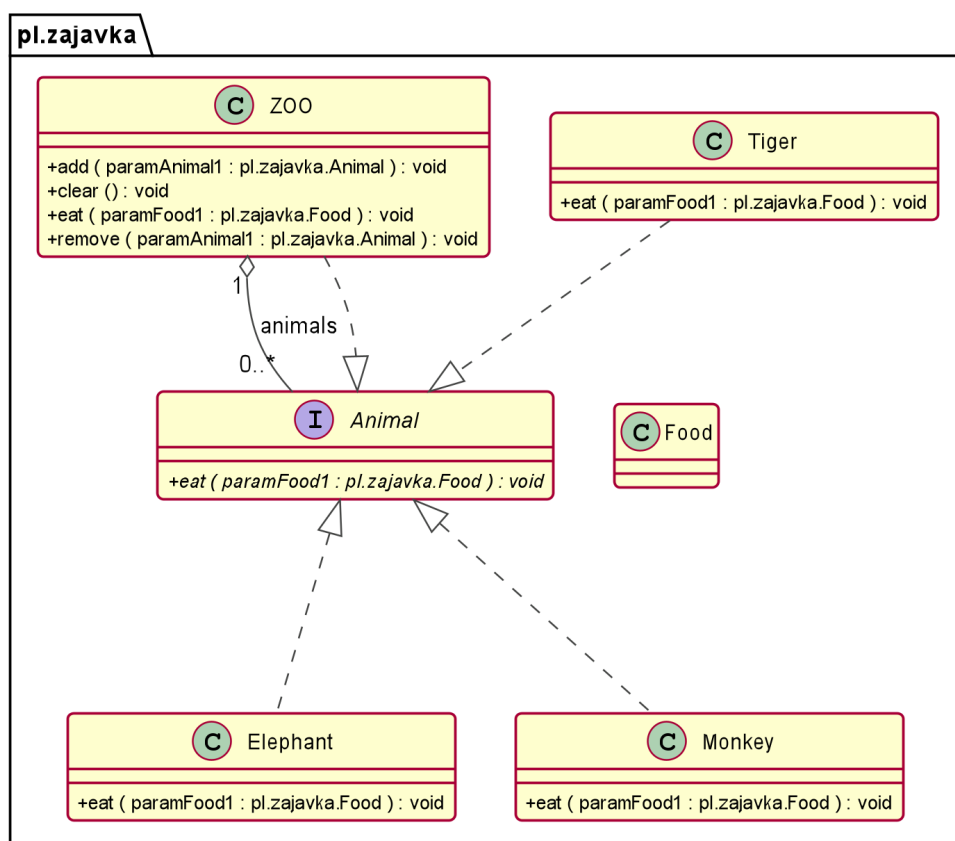 pl.zajavka
C ZOO
+add ( paramAnimal1 : pl.zajavka.Animal ) : void
+clear () : void
+eat ( paramFood1 : pl.zajavka.Food ) : void
+remove ( paramAnimal1 : pl.zajavka.Animal ) : void
C Tiger
+eat ( paramFood1 : pl.zajavka.Food ) : void
1
animals
0..*
I Animal
+eat ( paramFood1 : pl.zajavka.Food ) : void
C Food
C Elephant
+eat ( paramFood1 : pl.zajavka.Food ) : void
C Monkey
+eat ( paramFood1 : pl.zajavka.Food ) : void